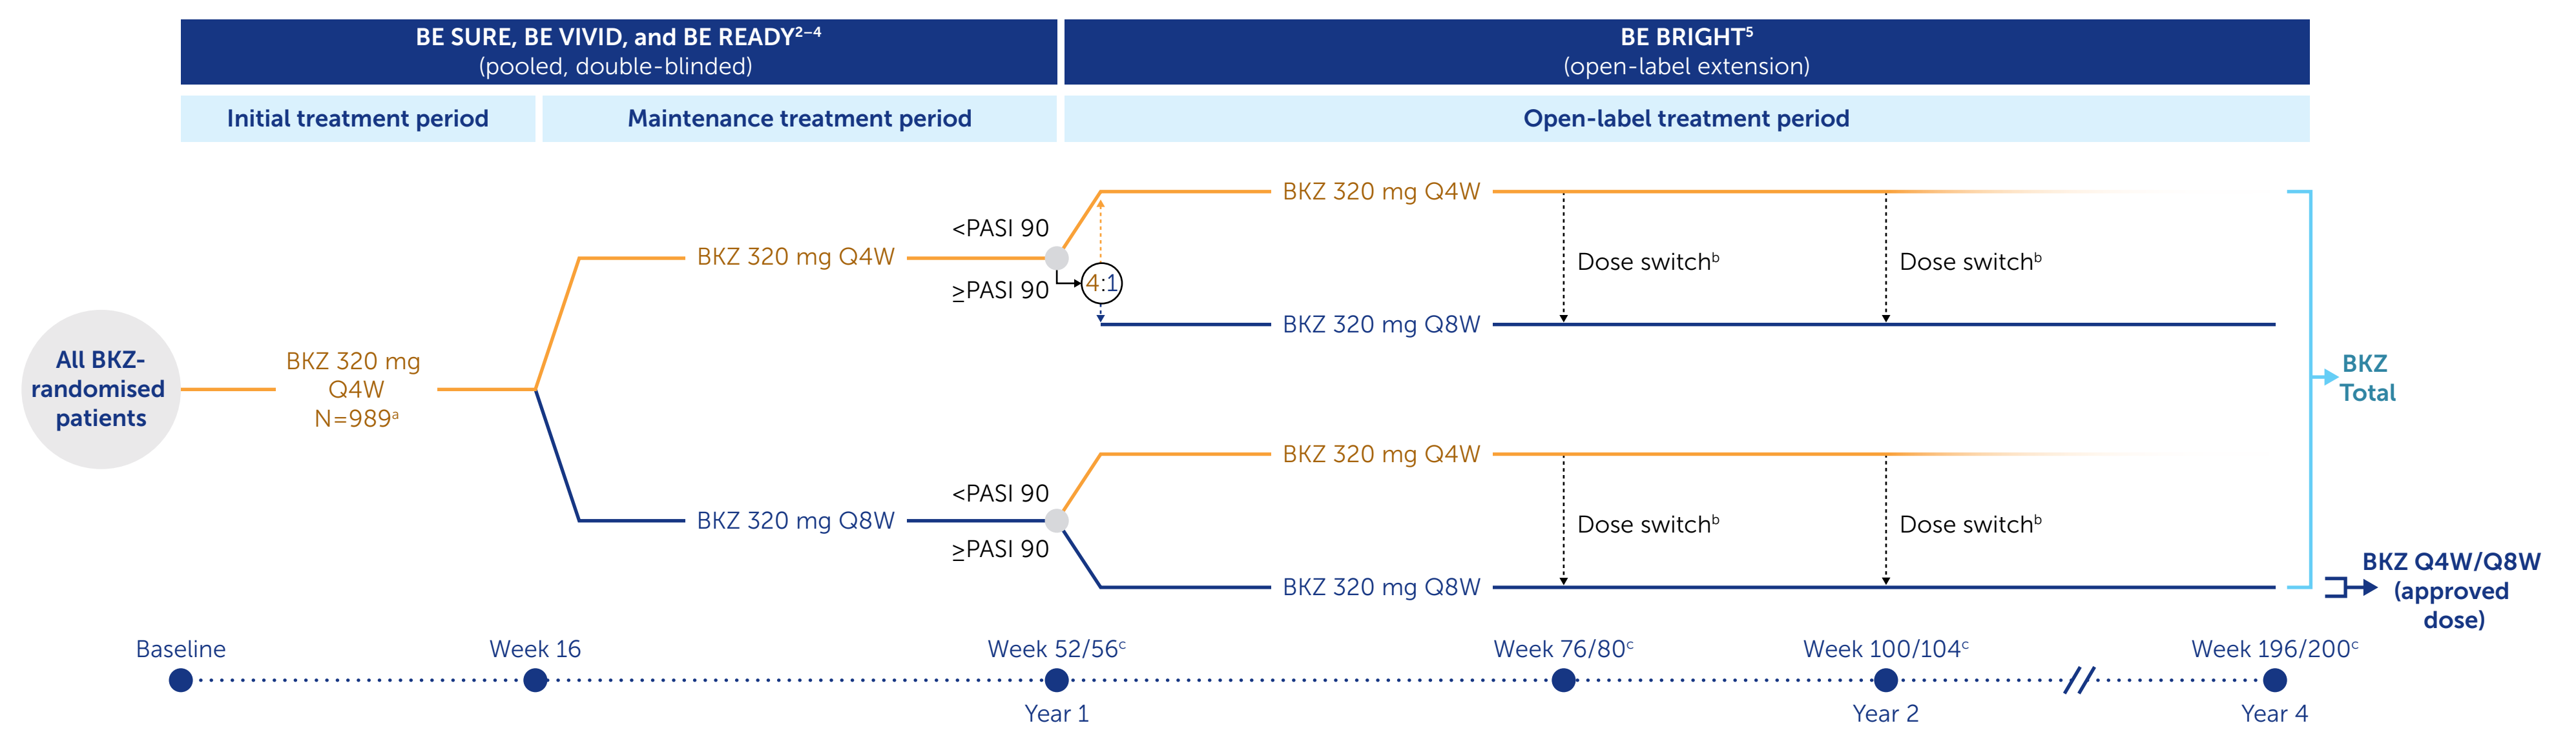 BE SURE, BE VIVID, and BE READY²⁻⁴
(pooled, double-blinded)
BE BRIGHT⁵
(open-label extension)
Initial treatment period
Maintenance treatment period
Open-label treatment period
All BKZ-
randomised
patients
BKZ 320 mg
Q4W
N=989ᵃ
BKZ 320 mg Q4W
<PASI 90
≥PASI 90
4:1
BKZ 320 mg Q4W
Dose switchᵇ
Dose switchᵇ
BKZ 320 mg Q8W
BKZ
Total
BKZ 320 mg Q8W
<PASI 90
≥PASI 90
BKZ 320 mg Q4W
Dose switchᵇ
Dose switchᵇ
BKZ 320 mg Q8W
BKZ Q4W/Q8W
(approved
dose)
Baseline
Week 16
Week 52/56ᶜ
Week 76/80ᶜ
Week 100/104ᶜ
Week 196/200ᶜ
Year 1
Year 2
Year 4